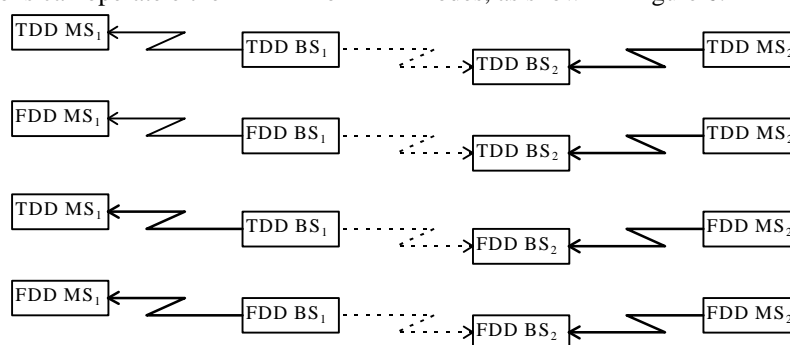 TDD MS₁ TDD BS₁ TDD BS₂ TDD MS₂
FDD MS₁ FDD BS₁ TDD BS₂ TDD MS₂
TDD MS₁ TDD BS₁ FDD BS₂ FDD MS₂
FDD MS₁ FDD BS₁ FDD BS₂ FDD MS₂